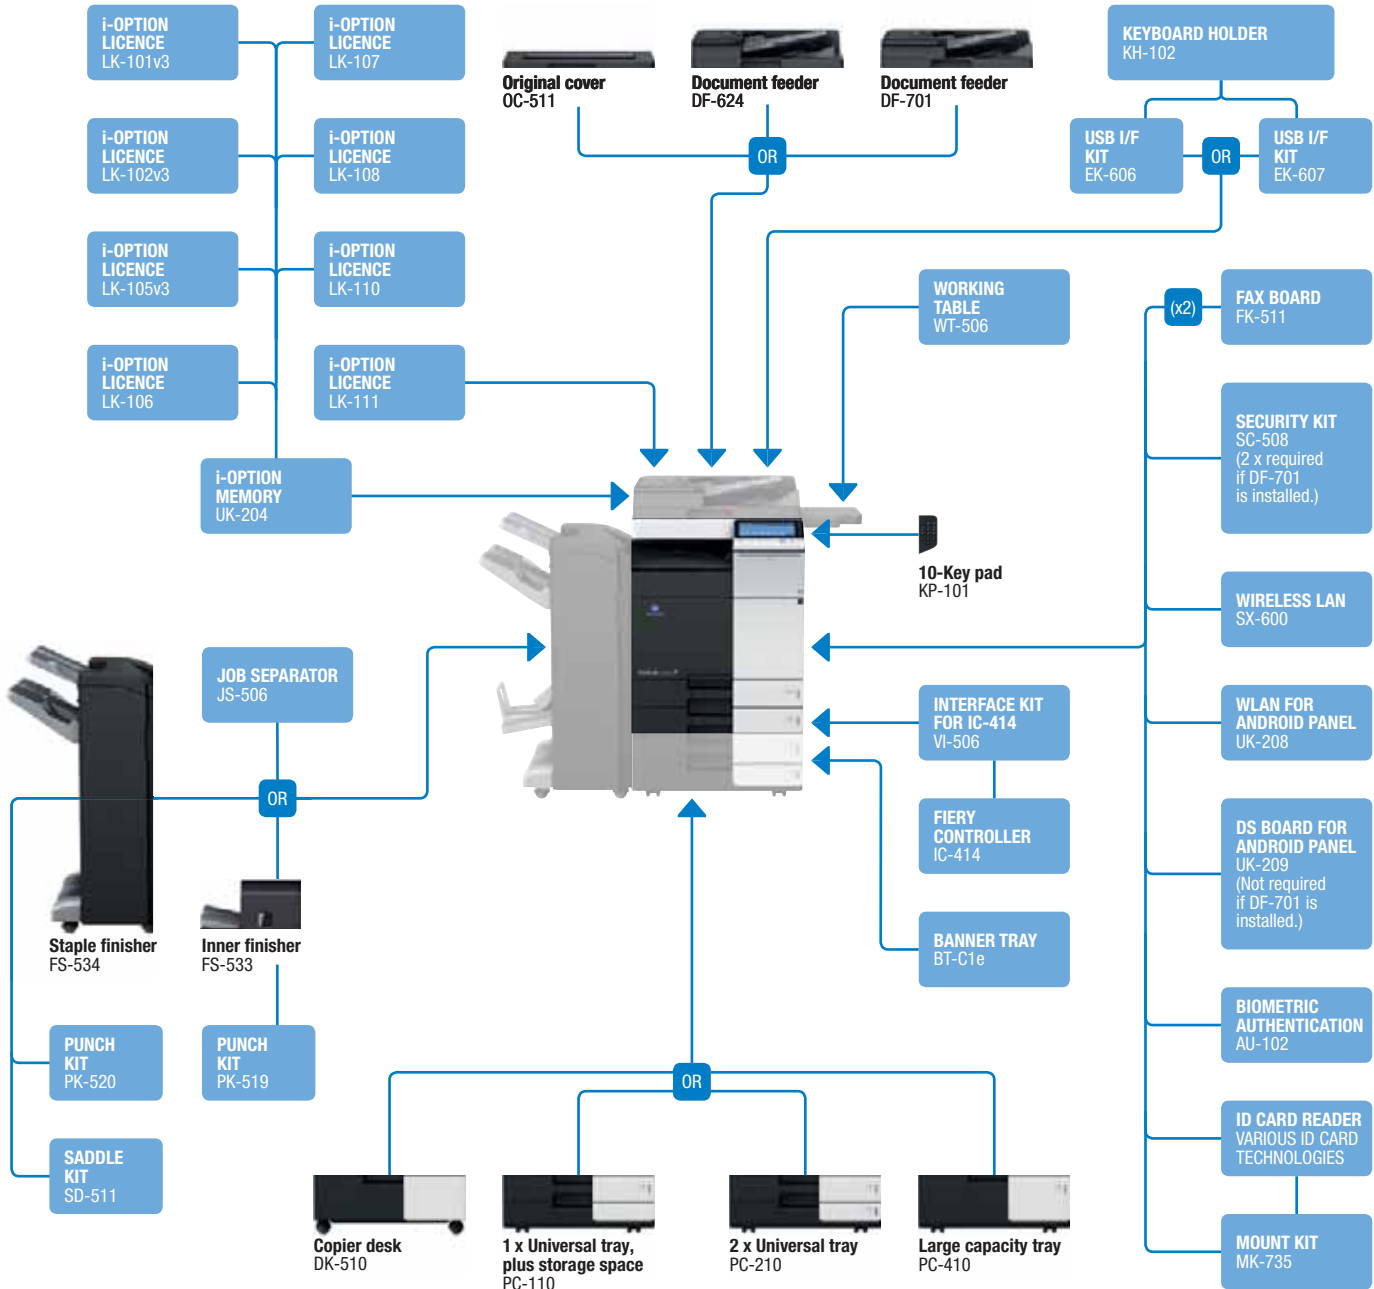 i-OPTION
LICENCE
LK-101v3
i-OPTION
LICENCE
LK-107
Original cover
OC-511
Document feeder
DF-624
Document feeder
DF-701
KEYBOARD HOLDER
KH-102
i-OPTION
LICENCE
LK-102v3
i-OPTION
LICENCE
LK-108
OR
USB I/F
KIT
EK-606
OR
USB I/F
KIT
EK-607
i-OPTION
LICENCE
LK-105v3
i-OPTION
LICENCE
LK-110
WORKING
TABLE
WT-506
(x2)
FAX BOARD
FK-511
i-OPTION
LICENCE
LK-106
i-OPTION
LICENCE
LK-111
SECURITY KIT
SC-508
(2 x required
if DF-701
is installed.)
i-OPTION
MEMORY
UK-204
10-Key pad
KP-101
WIRELESS LAN
SX-600
JOB SEPARATOR
JS-506
INTERFACE KIT
FOR IC-414
VI-506
WLAN FOR
ANDROID PANEL
UK-208
OR
FIERY
CONTROLLER
IC-414
DS BOARD FOR
ANDROID PANEL
UK-209
(Not required
if DF-701 is
installed.)
Staple finisher
FS-534
Inner finisher
FS-533
BANNER TRAY
BT-C1e
PUNCH
KIT
PK-520
PUNCH
KIT
PK-519
OR
BIOMETRIC
AUTHENTICATION
AU-102
SADDLE
KIT
SD-511
ID CARD READER
VARIOUS ID CARD
TECHNOLOGIES
Copier desk
DK-510
1 x Universal tray,
plus storage space
PC-110
2 x Universal tray
PC-210
Large capacity tray
PC-410
MOUNT KIT
MK-735